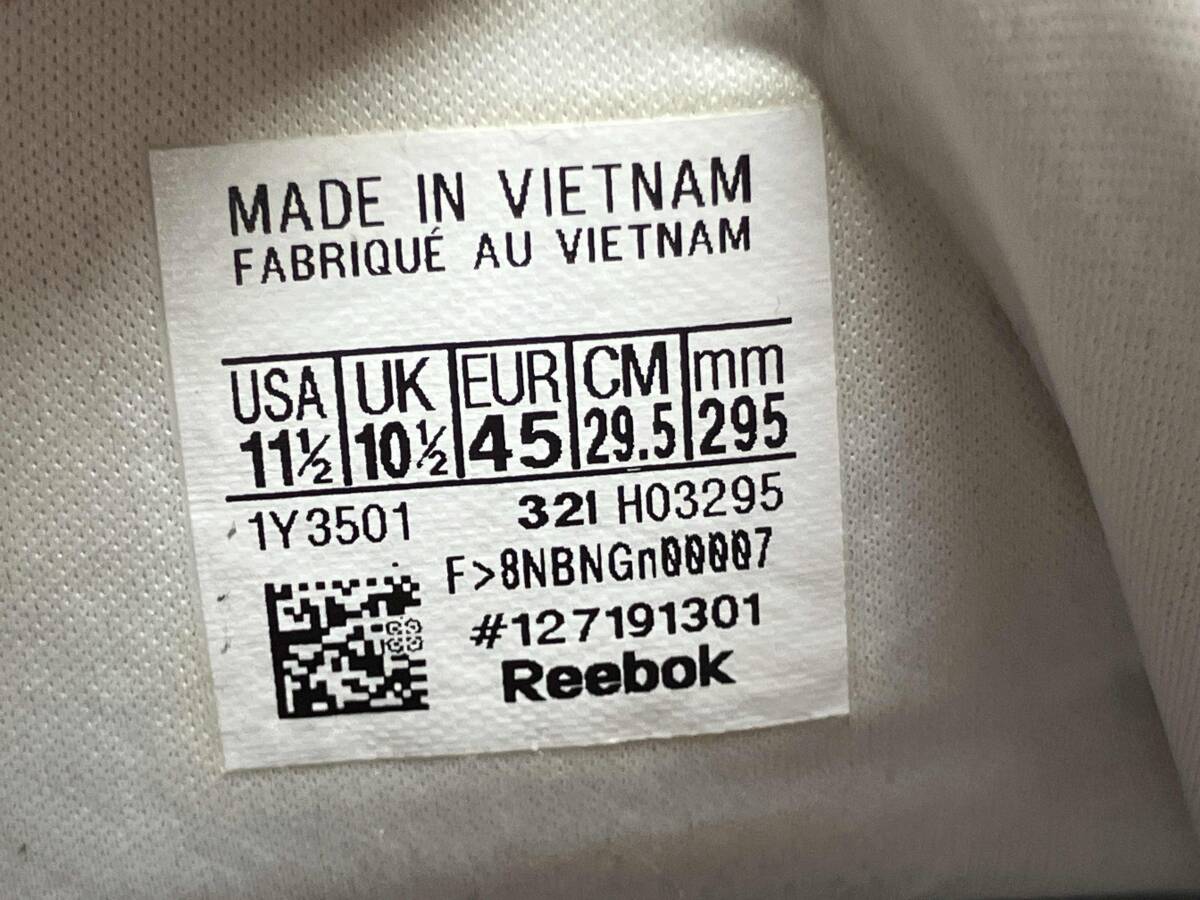 MADE IN VIETNAM
FABRIQUÉ AU VIETNAM
USA UK EUR CM mm
11½ 10½ 45 29.5 295
1Y3501 32I H03295
F>8NBNGn00007
#127191301
Reebok